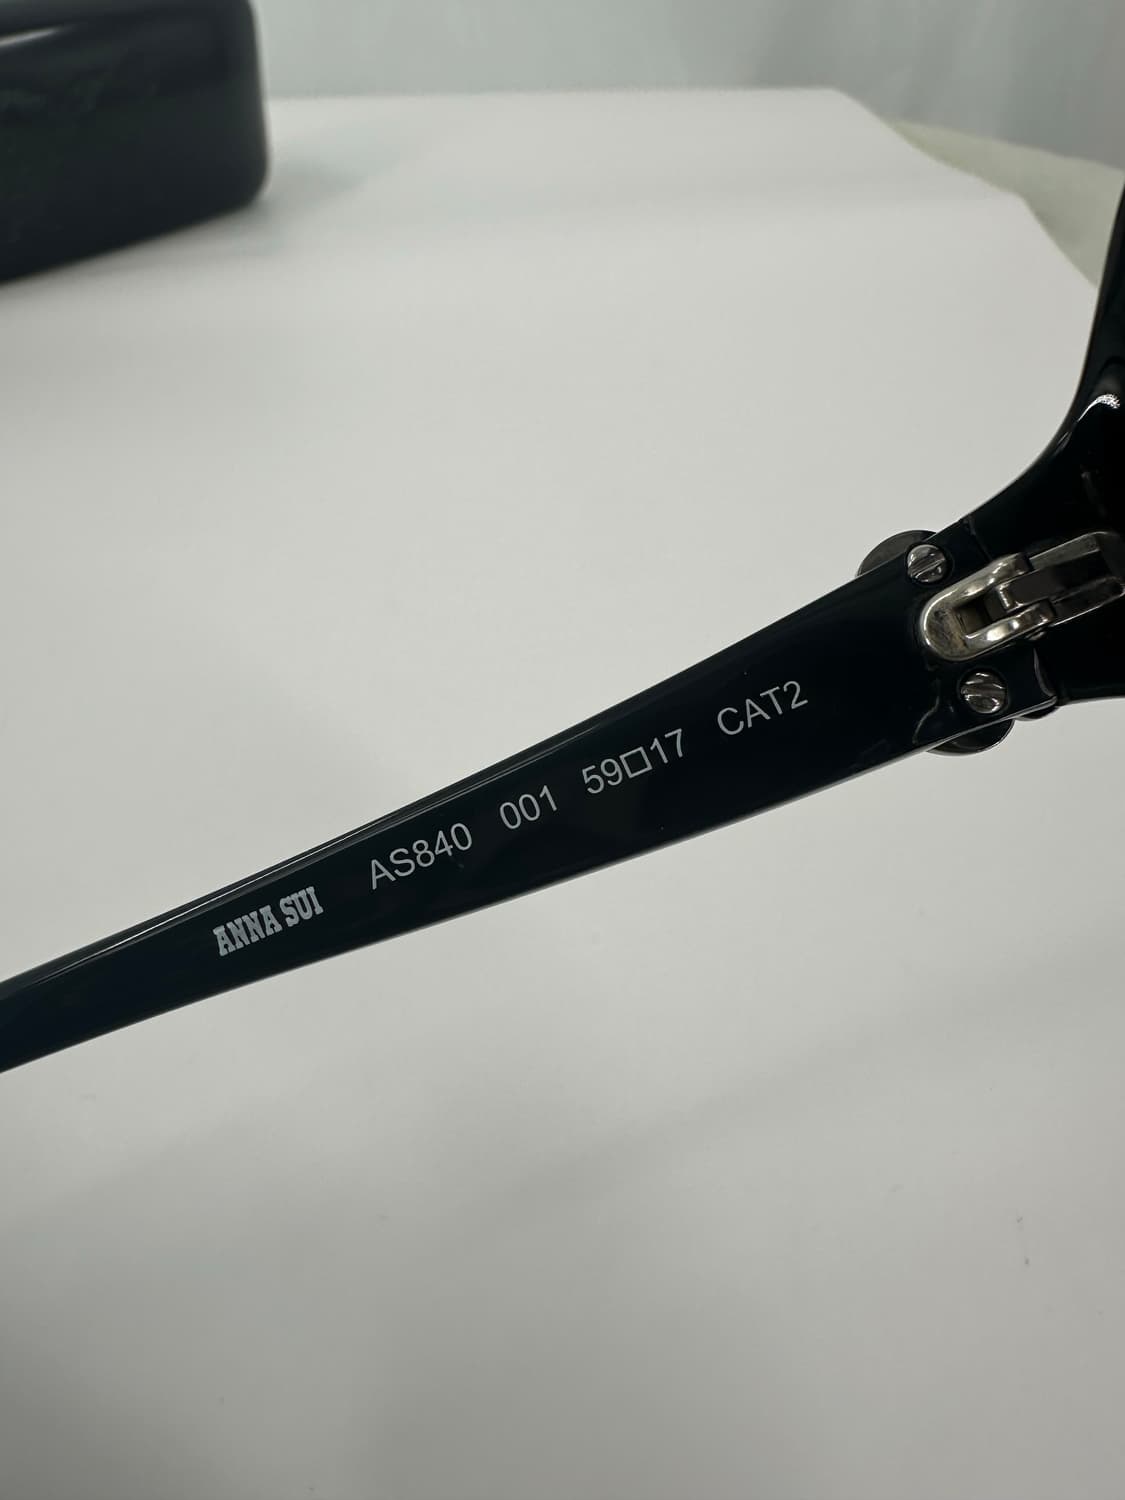 ANNA SUI AS840 001 59□17 CAT2